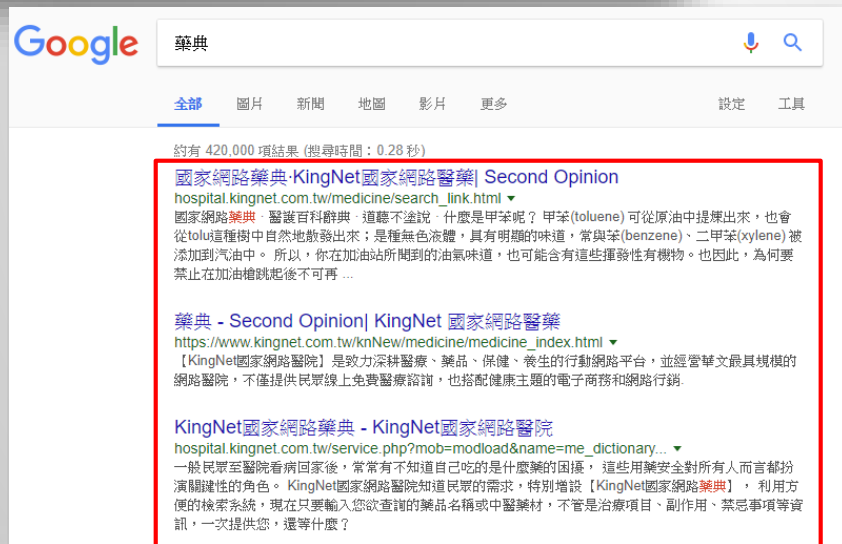 Google
藥典
全部 圖片 新聞 地圖 影片 更多 設定 工具
約有 420,000 項結果 (搜尋時間：0.28 秒)
國家網路藥典·KingNet國家網路醫藥| Second Opinion
hospital.kingnet.com.tw/medicine/search_link.html
國家網路藥典 · 醫護百科辭典 · 道聽不塗說 · 什麼是甲苯呢？ 甲苯(toluene) 可從原油中提煉出來，也會
從tolu這種樹中自然地散發出來；是種無色液體，具有明顯的味道，常與苯(benzene)、二甲苯(xylene) 被
添加到汽油中。 所以，你在加油站所聞到的油氣味道，也可能含有這些揮發性有機物。也因此，為何要
禁止在加油槍跳起後不可再 ...
藥典 - Second Opinion| KingNet 國家網路醫藥
https://www.kingnet.com.tw/knNew/medicine/medicine_index.html
【KingNet國家網路醫院】是致力深耕醫療、藥品、保健、養生的行動網路平台，並經營華文最具規模的
網路醫院，不僅提供民眾線上免費醫療諮詢，也搭配健康主題的電子商務和網路行銷.
KingNet國家網路藥典 - KingNet國家網路醫院
hospital.kingnet.com.tw/service.php?mob=modload&name=me_dictionary...
一般民眾至醫院看病回家後，常常有不知道自己吃的是什麼藥的困擾， 這些用藥安全對所有人而言都扮
演關鍵性的角色。 KingNet國家網路醫院知道民眾的需求，特別增設【KingNet國家網路藥典】， 利用方
便的檢索系統，現在只要輸入您欲查詢的藥品名稱或中醫藥材，不管是治療項目、副作用、禁忌事項等資
訊，一次提供您，還等什麼？